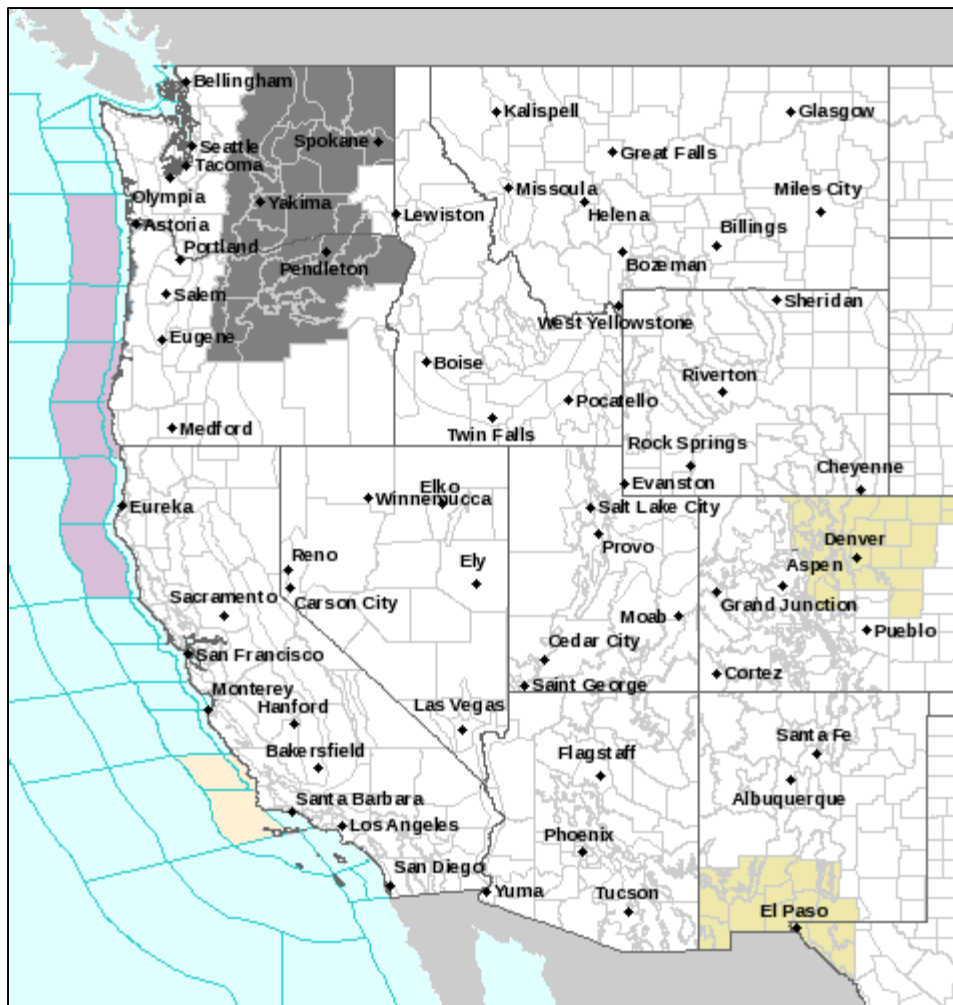 Bellingham
Kalispell
Glasgow
Spokane
Seattle
Great Falls
Tacoma
Missoula
Miles City
Olympia
Yakima
Helena
Lewiston
Astoria
Billings
Portland
Pendleton
Bozeman
Salem
Sheridan
West Yellowstone
Eugene
Boise
Riverton
Pocatello
Medford
Twin Falls
Rock Springs
Cheyenne
Elko
Evanston
Winnemucca
Eureka
Salt Lake City
Provo
Denver
Reno
Ely
Aspen
Sacramento
Carson City
Grand Junction
Moab
Pueblo
Cedar City
San Francisco
Cortez
Saint George
Monterey
Hanford
Las Vegas
Santa Fe
Bakersfield
Flagstaff
Santa Barbara
Albuquerque
Los Angeles
Phoenix
San Diego
Yuma
Tucson
El Paso